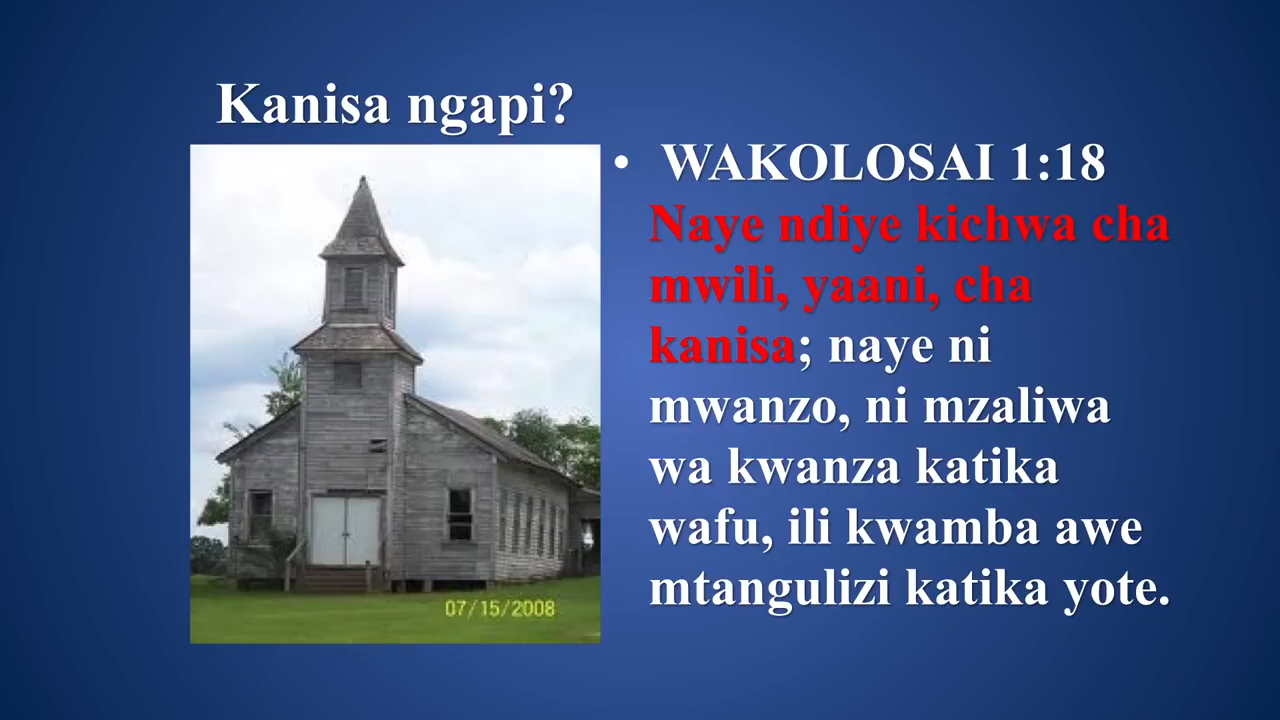 Kanisa ngapi?
• WAKOLOSAI 1:18
Naye ndiye kichwa cha
mwili, yaani, cha
kanisa; naye ni
mwanzo, ni mzaliwa
wa kwanza katika
wafu, ili kwamba awe
mtangulizi katika yote.
07/15/2008